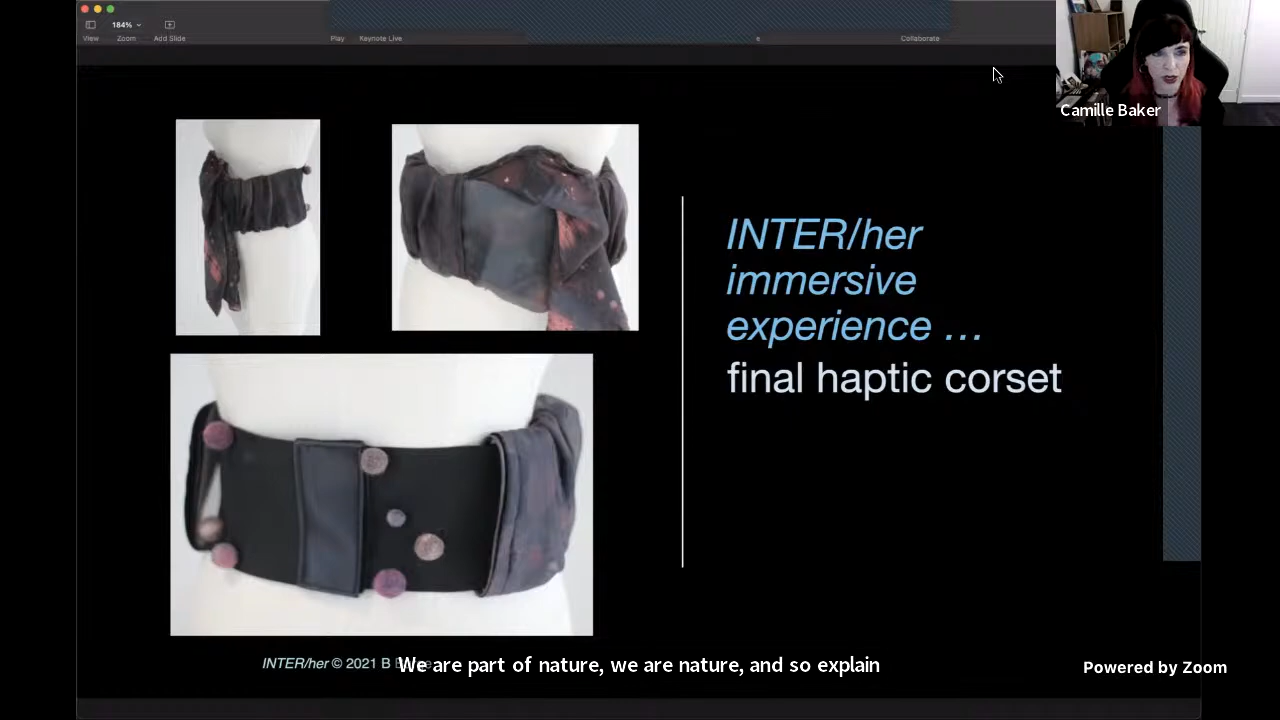 184%
View
Zoom
Add Slide
Play
Keynote Live
e
Collaborate
Camille Baker
INTER/her
immersive
experience …
final haptic corset
INTER/her © 2021 B
We are part of nature, we are nature, and so explain
Powered by Zoom